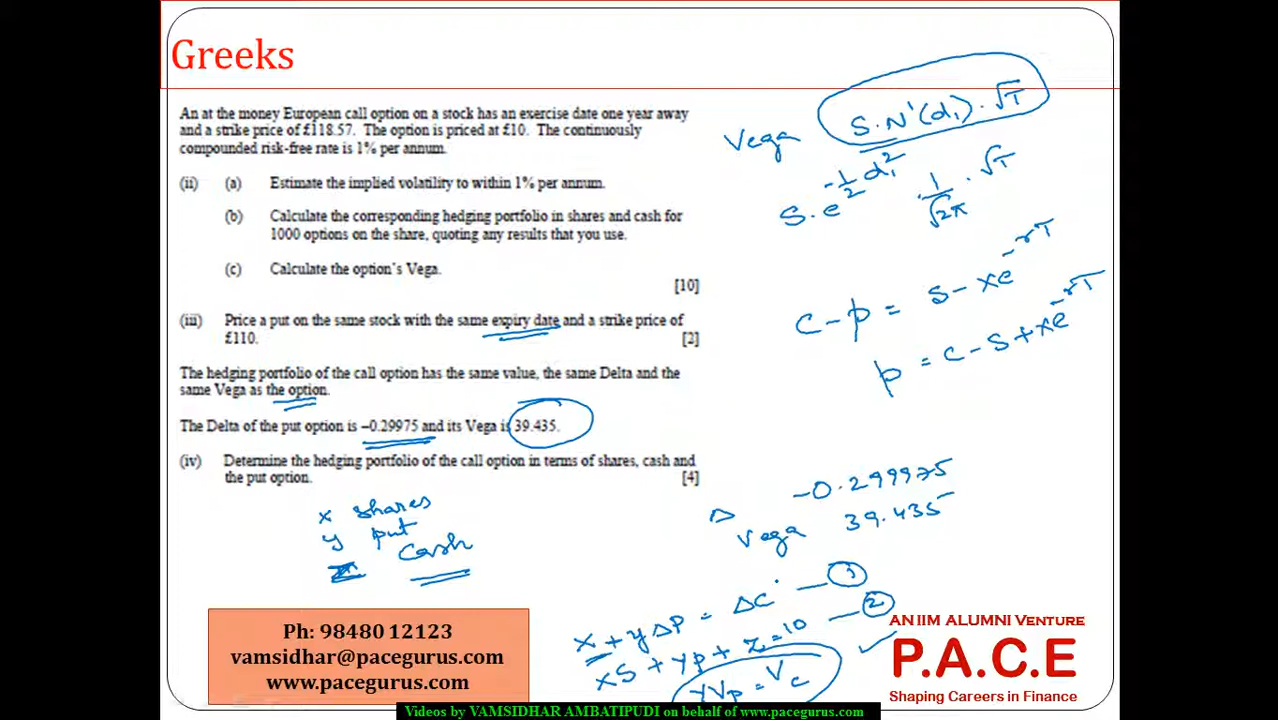 Greeks
An at the money European call option on a stock has an exercise date one year away
and a strike price of £118.57. The option is priced at £10. The continuously
compounded risk-free rate is 1% per annum.
(ii) (a) Estimate the implied volatility to within 1% per annum.
(b) Calculate the corresponding hedging portfolio in shares and cash for
1000 options on the share, quoting any results that you use.
(c) Calculate the option's Vega.
[10]
(iii) Price a put on the same stock with the same expiry date and a strike price of
£110. [2]
The hedging portfolio of the call option has the same value, the same Delta and the
same Vega as the option.
The Delta of the put option is –0.29975 and its Vega is 39.435.
(iv) Determine the hedging portfolio of the call option in terms of shares, cash and
the put option. [4]
Vega S.N'(d₁).√T
S.e^(-½d₁²) 1/√2π . √T
c - p = s - xe^(-rT)
p = c - s + xe^(-rT)
x shares
y put
z cash
Δ -0.299975
Vega 39.435
x + yΔp = Δc — ①
xS + yp + z = 10 — ②
yVp = Vc
Ph: 98480 12123
vamsidhar@pacegurus.com
www.pacegurus.com
AN IIM ALUMNI VENTURE
P.A.C.E
Shaping Careers in Finance
Videos by VAMSIDHAR AMBATIPUDI on behalf of www.pacegurus.com